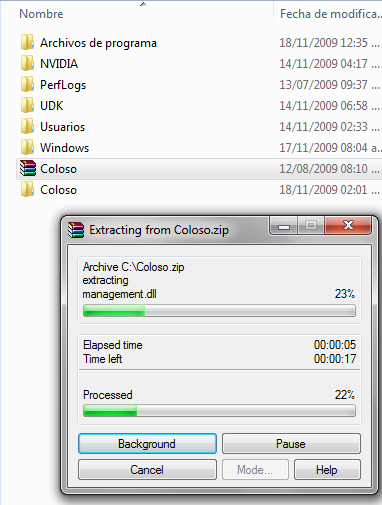 Nombre Fecha de modifica...
Archivos de programa 18/11/2009 12:35 ...
NVIDIA 14/11/2009 04:17 ...
PerfLogs 13/07/2009 09:37 ...
UDK 14/11/2009 06:58 ...
Usuarios 14/11/2009 02:33 ...
Windows 17/11/2009 08:04 a...
Coloso 12/08/2009 08:10 ...
Coloso 18/11/2009 02:01 ...
Extracting from Coloso.zip
Archive C:\Coloso.zip
extracting
management.dll 23%
Elapsed time 00:00:05
Time left 00:00:17
Processed 22%
Background Pause
Cancel Mode... Help